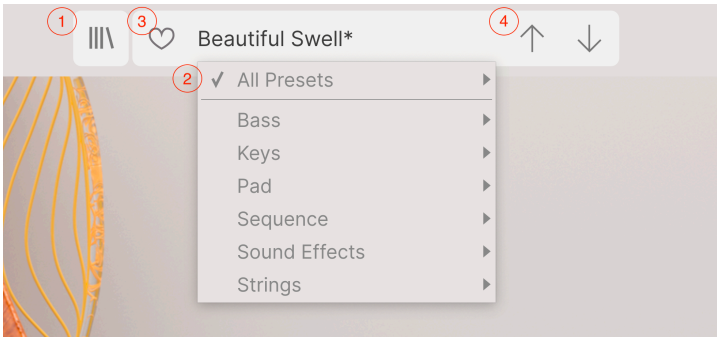 1
3
Beautiful Swell*
4
2
All Presets
Bass
Keys
Pad
Sequence
Sound Effects
Strings